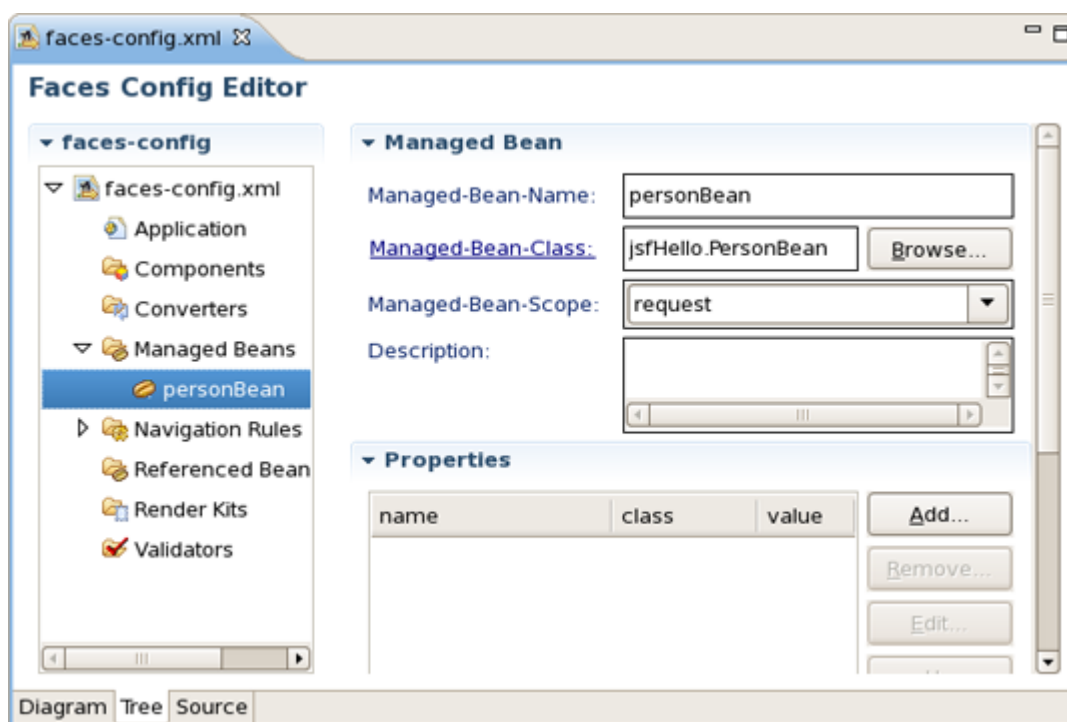 faces-config.xml
Faces Config Editor
faces-config
faces-config.xml
Application
Components
Converters
Managed Beans
personBean
Navigation Rules
Referenced Bean
Render Kits
Validators
Managed Bean
Managed-Bean-Name: personBean
Managed-Bean-Class: jsfHello.PersonBean Browse...
Managed-Bean-Scope: request
Description:
Properties
name class value
Add...
Remove...
Edit...
Diagram Tree Source